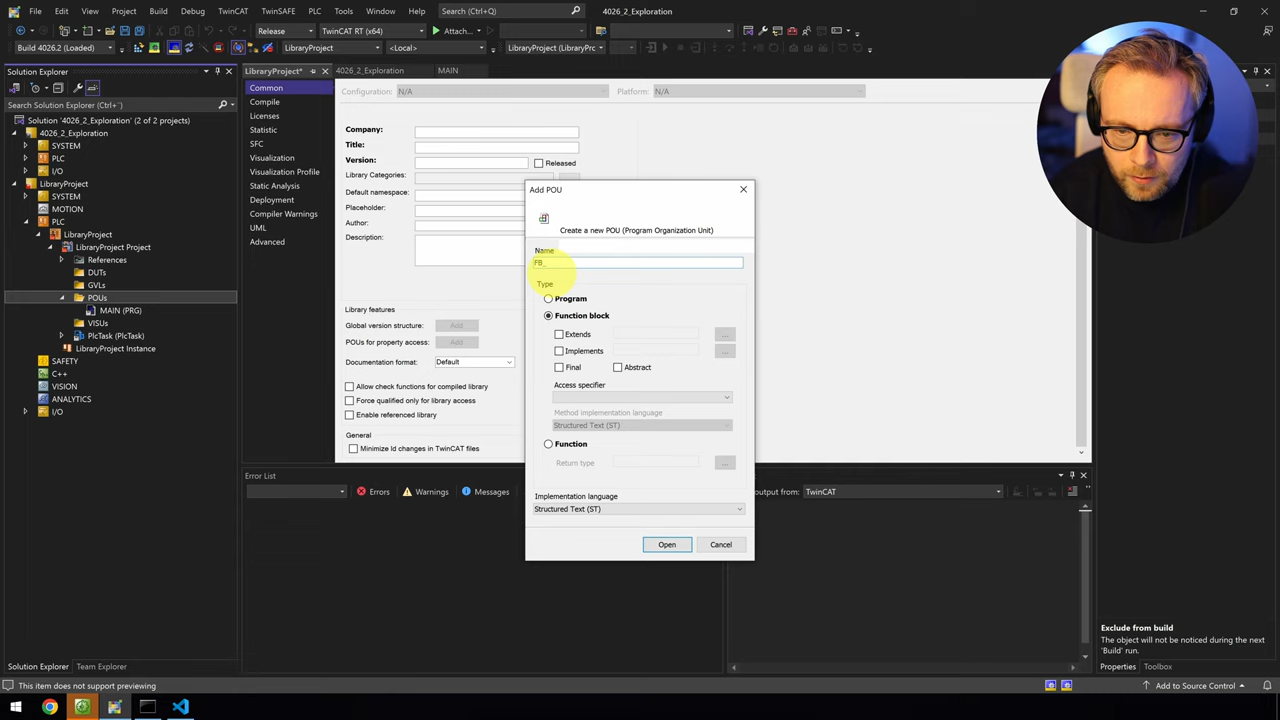 File Edit View Project Build Debug TwinCAT TwinSAFE PLC Tools Window Help Search (Ctrl+Q) 4026_2_Exploration
Release TwinCAT RT (x64) Attach...
Build 4026.2 (Loaded) LibraryProject <Local> LibraryProject (LibraryPrc
Solution Explorer
LibraryProject* 4026_2_Exploration MAIN
Search Solution Explorer (Ctrl+')
Solution '4026_2_Exploration' (2 of 2 projects)
4026_2_Exploration
SYSTEM
PLC
I/O
LibraryProject
SYSTEM
MOTION
PLC
LibraryProject
LibraryProject Project
References
DUTs
GVLs
POUs
MAIN (PRG)
VISUs
PlcTask (PlcTask)
LibraryProject Instance
SAFETY
C++
VISION
ANALYTICS
I/O
Solution Explorer Team Explorer
Common
Compile
Licenses
Statistic
SFC
Visualization
Visualization Profile
Static Analysis
Deployment
Compiler Warnings
UML
Advanced
Configuration: N/A Platform: N/A
Company:
Title:
Version: Released
Library Categories:
Default namespace:
Placeholder:
Author:
Description:
Library features
Global version structure: Add
POUs for property access: Add
Documentation format: Default
Allow check functions for compiled library
Force qualified only for library access
Enable referenced library
General
Minimize Id changes in TwinCAT files
Add POU
Create a new POU (Program Organization Unit)
Name
FB_
Type
Program
Function block
Extends ...
Implements ...
Final Abstract
Access specifier
Method implementation language
Structured Text (ST)
Function
Return type ...
Implementation language
Structured Text (ST)
Open Cancel
Error List
Errors Warnings Messages
output from: TwinCAT
Exclude from build
The object will not be noticed during the next 'Build' run.
Properties Toolbox
This item does not support previewing
Add to Source Control